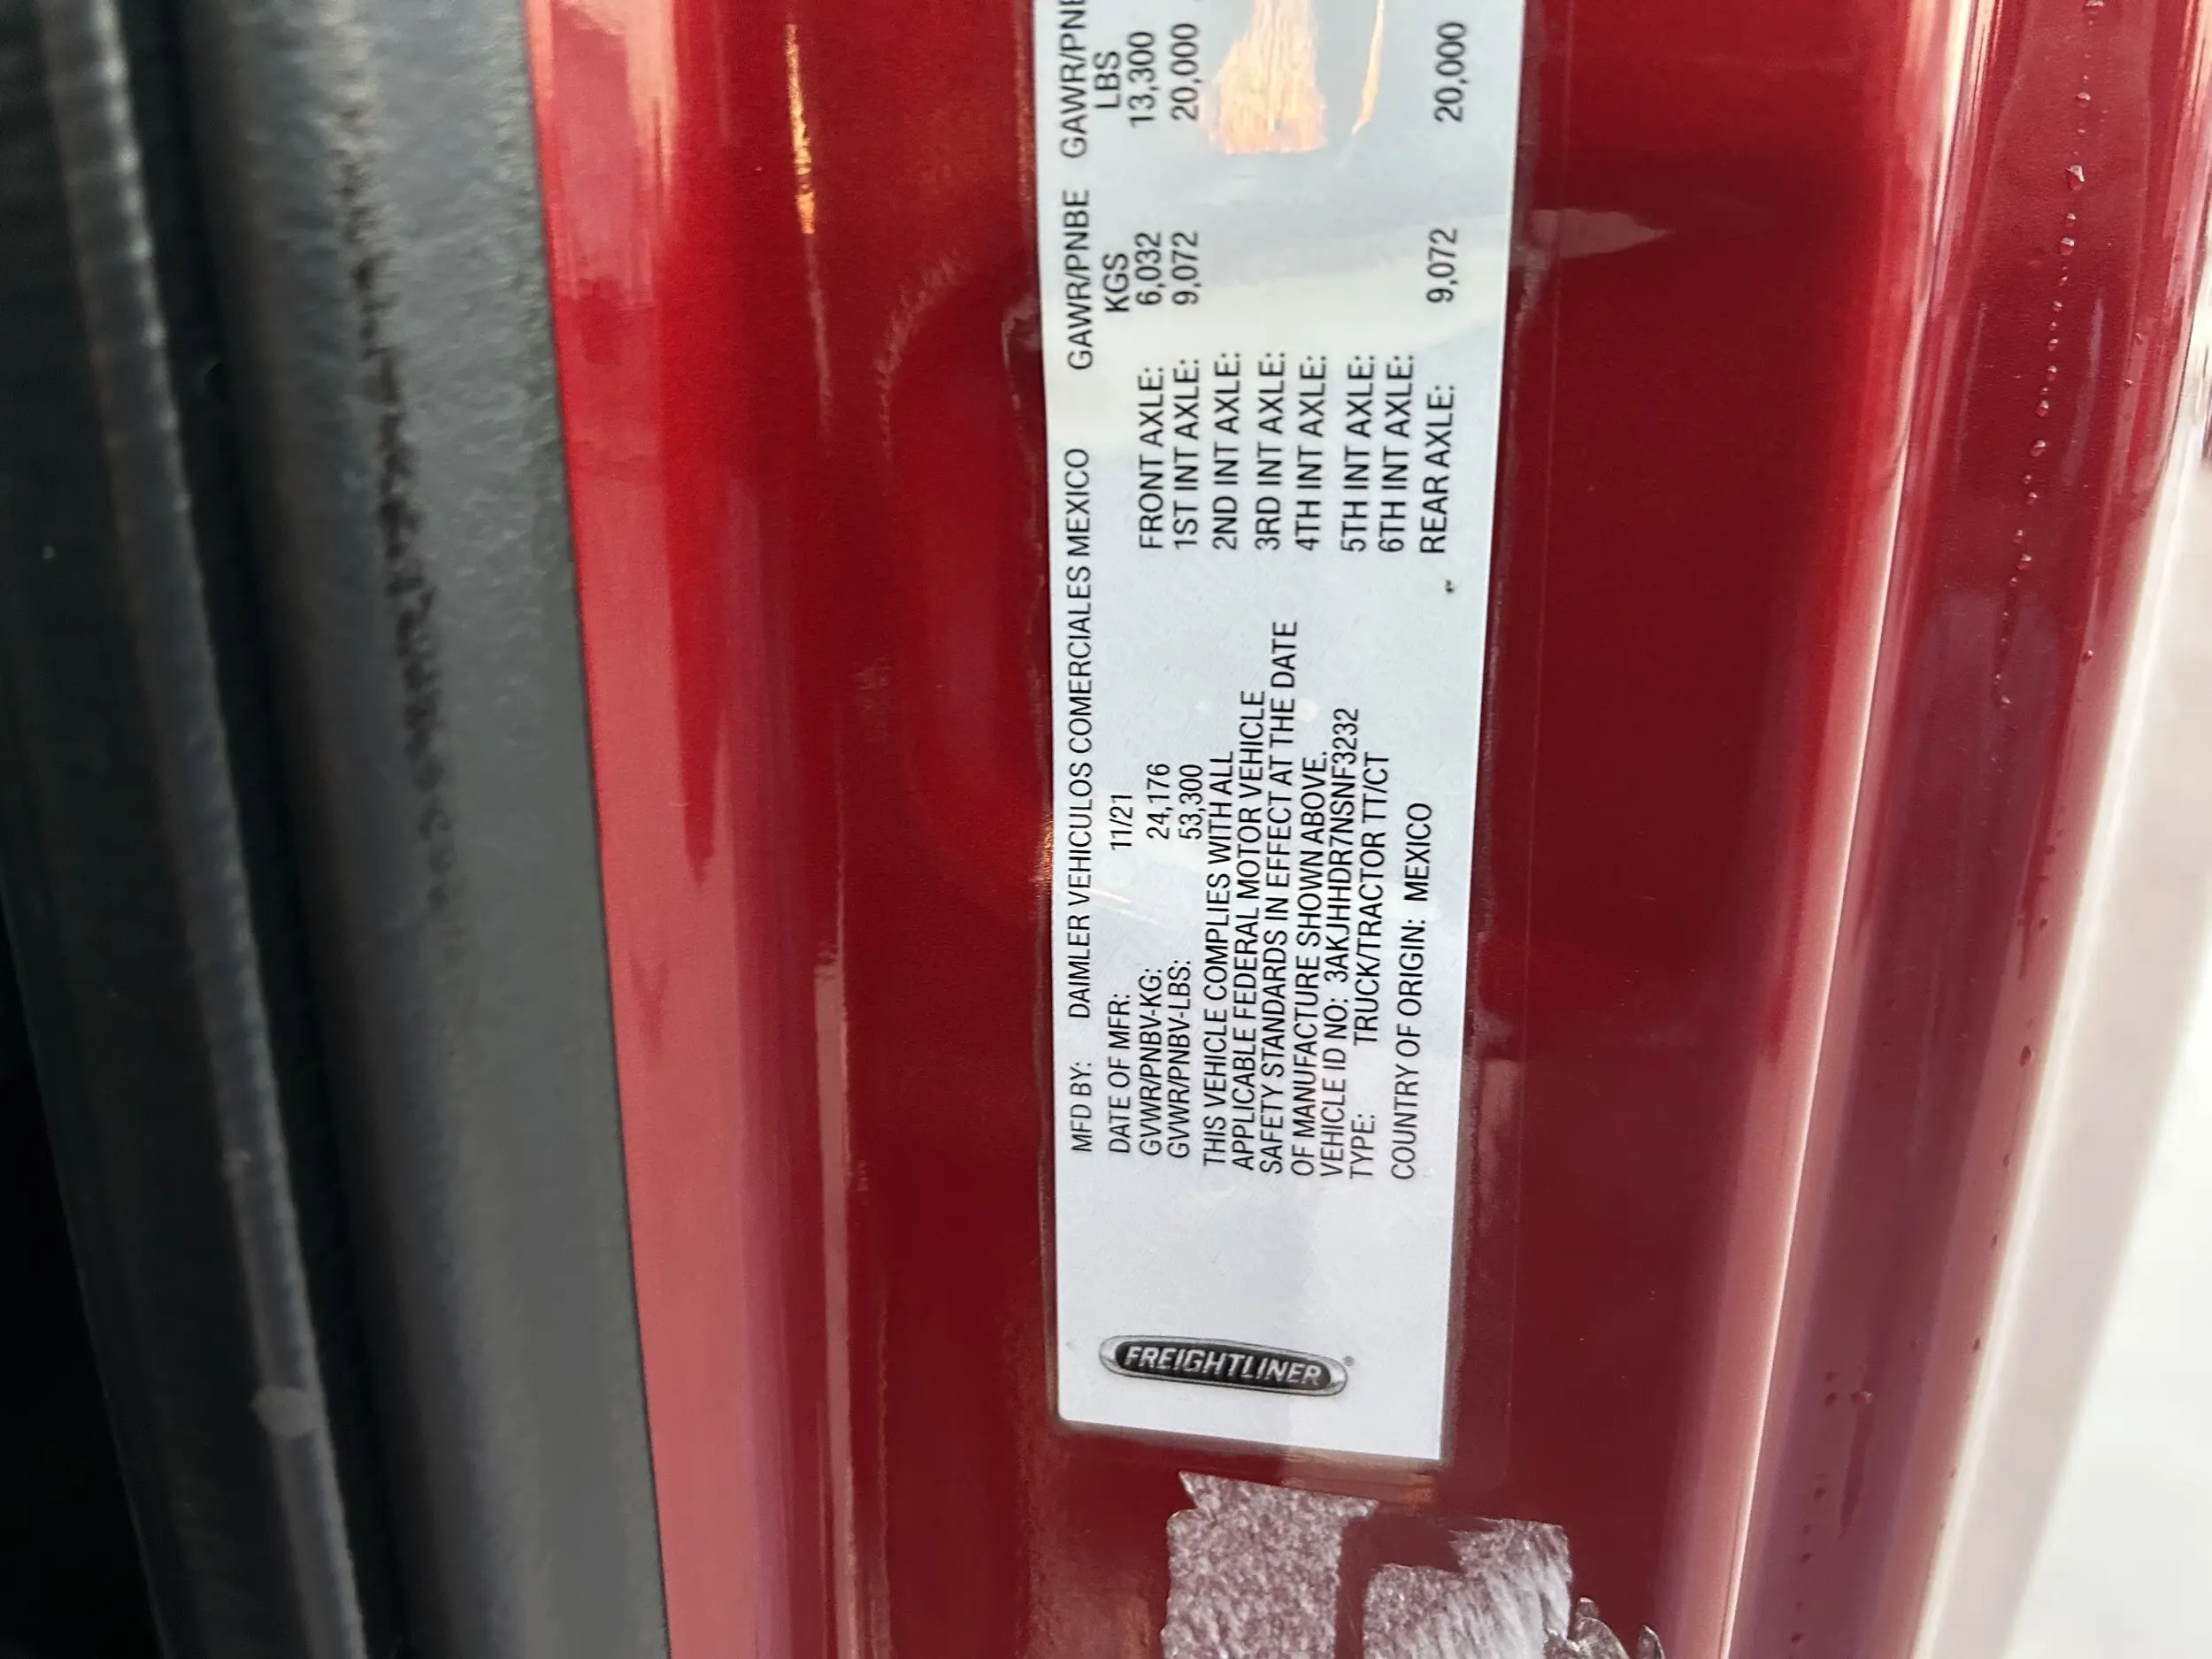 FREIGHTLINER®
MFD BY: DAIMLER VEHICULOS COMERCIALES MEXICO
DATE OF MFR: 11/21
GVWR/PNBV-KG: 24,176
GVWR/PNBV-LBS: 53,300
THIS VEHICLE COMPLIES WITH ALL
APPLICABLE FEDERAL MOTOR VEHICLE
SAFETY STANDARDS IN EFFECT AT THE DATE
OF MANUFACTURE SHOWN ABOVE.
VEHICLE ID NO: 3AKJHHDR7NSNF3232
TYPE: TRUCK/TRACTOR TT/CT
COUNTRY OF ORIGIN: MEXICO
GAWR/PNBE GAWR/PNB
KGS LBS
FRONT AXLE: 6,032 13,300
1ST INT AXLE: 9,072 20,000
2ND INT AXLE:
3RD INT AXLE:
4TH INT AXLE:
5TH INT AXLE:
6TH INT AXLE:
REAR AXLE: 9,072 20,000